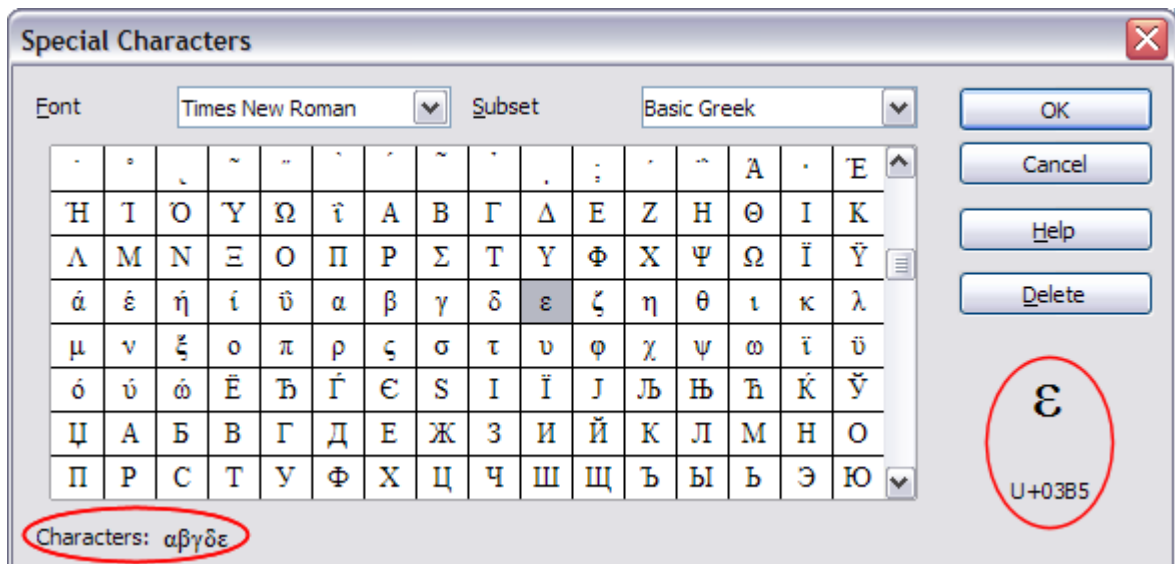 Special Characters
Font Times New Roman Subset Basic Greek OK
Cancel
Help
Delete
Ά · Έ
Ή Ί Ό Ύ Ώ ΐ Α Β Γ Δ Ε Ζ Η Θ Ι Κ
Λ Μ Ν Ξ Ο Π Ρ Σ Τ Υ Φ Χ Ψ Ω Ϊ Ϋ
ά έ ή ί ΰ α β γ δ ε ζ η θ ι κ λ
μ ν ξ ο π ρ ς σ τ υ φ χ ψ ω ϊ ϋ
ό ύ ώ Ё Ђ Ѓ Є Ѕ І Ї Ј Љ Њ Ћ Ќ Ў
Џ А Б В Г Д Е Ж З И Й К Л М Н О
П Р С Т У Ф Х Ц Ч Ш Щ Ъ Ы Ь Э Ю
ε
U+03B5
Characters: αβγδε